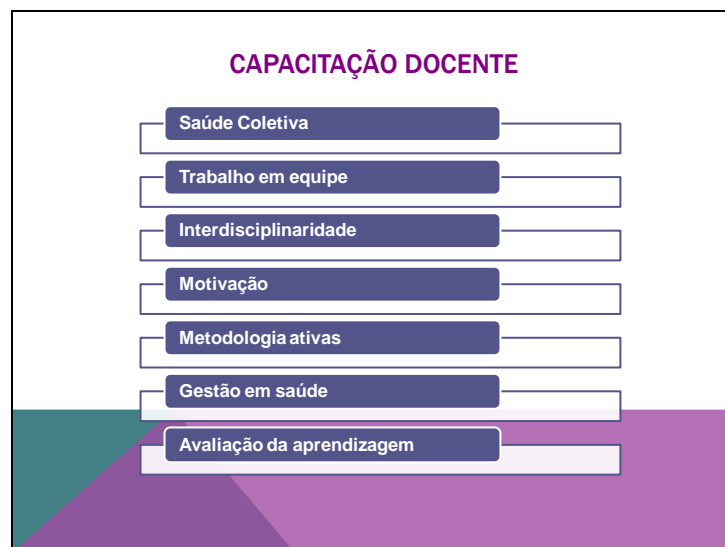 CAPACITAÇÃO DOCENTE
Saúde Coletiva
Trabalho em equipe
Interdisciplinaridade
Motivação
Metodologia ativas
Gestão em saúde
Avaliação da aprendizagem